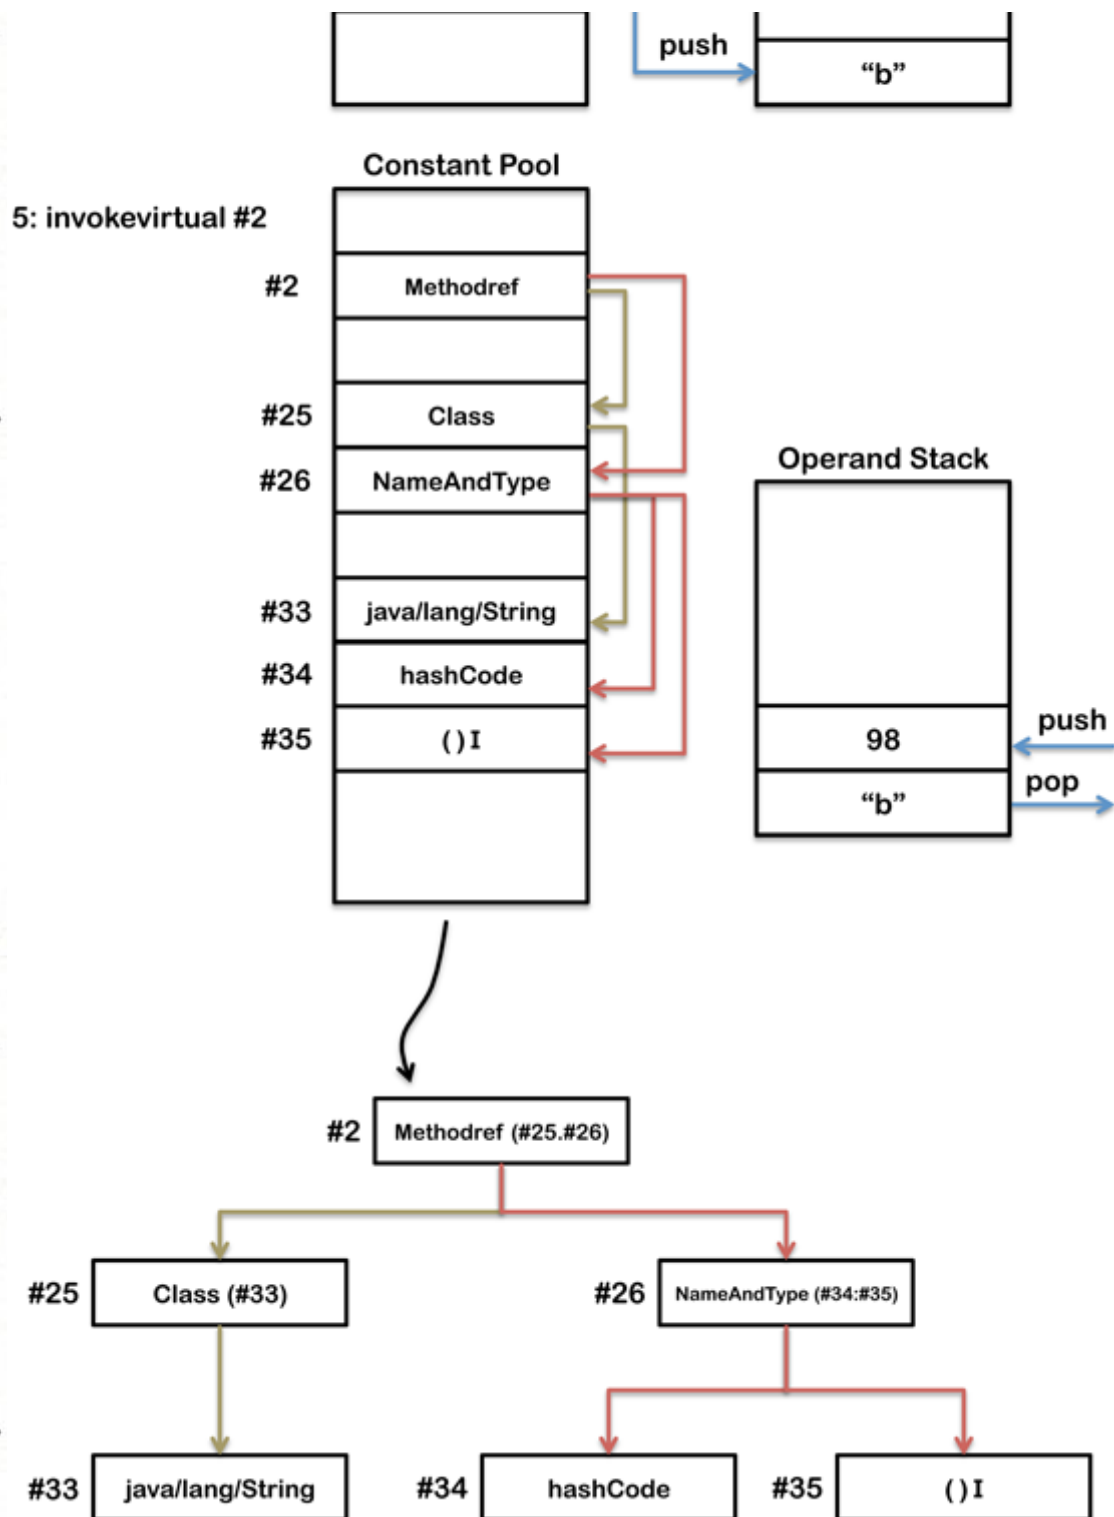 push
“b”
Constant Pool
5: invokevirtual #2
#2 Methodref
#25 Class
#26 NameAndType
Operand Stack
#33 java/lang/String
#34 hashCode
#35 ()I
98
push
“b”
pop
#2 Methodref (#25.#26)
#25 Class (#33)
#26 NameAndType (#34:#35)
#33 java/lang/String
#34 hashCode
#35 ()I